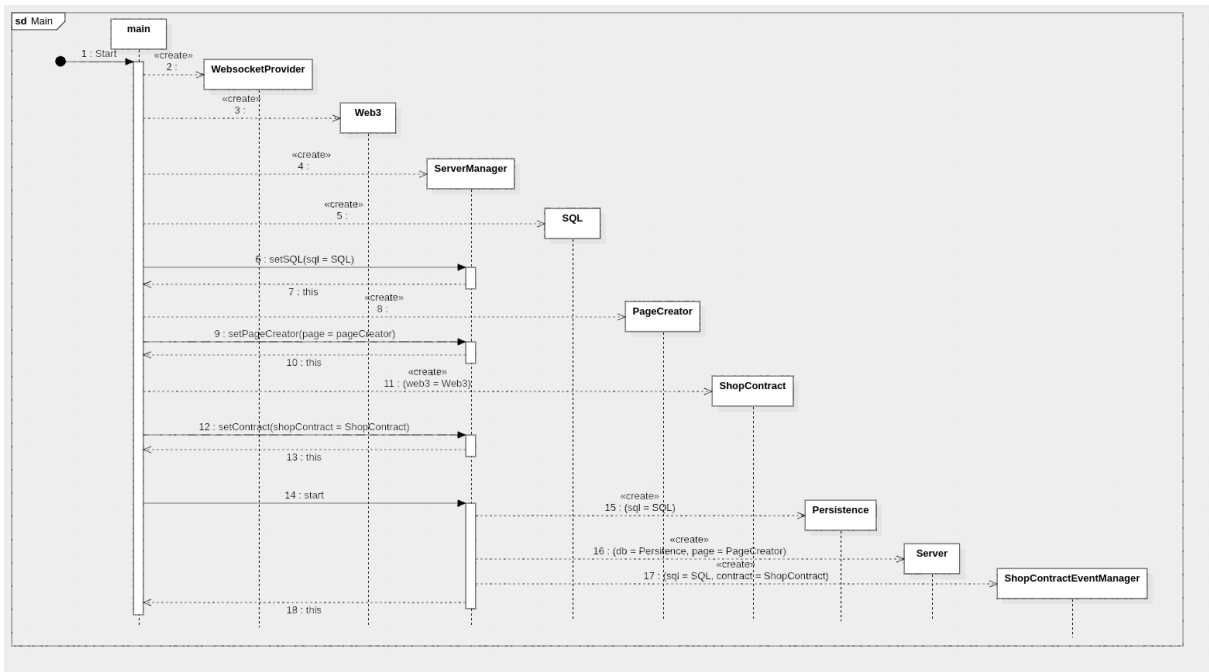 sd Main
main
1 : Start
«create»
2 :
WebsocketProvider
«create»
3 :
Web3
«create»
4 :
ServerManager
«create»
5 :
SQL
6 : setSQL(sql = SQL)
7 : this
«create»
8 :
PageCreator
9 : setPageCreator(page = pageCreator)
10 : this
«create»
11 : (web3 = Web3)
ShopContract
12 : setContract(shopContract = ShopContract)
13 : this
14 : start
«create»
15 : (sql = SQL)
Persistence
«create»
16 : (db = Persitence, page = PageCreator)
Server
«create»
17 : (sql = SQL, contract = ShopContract)
ShopContractEventManager
18 : this